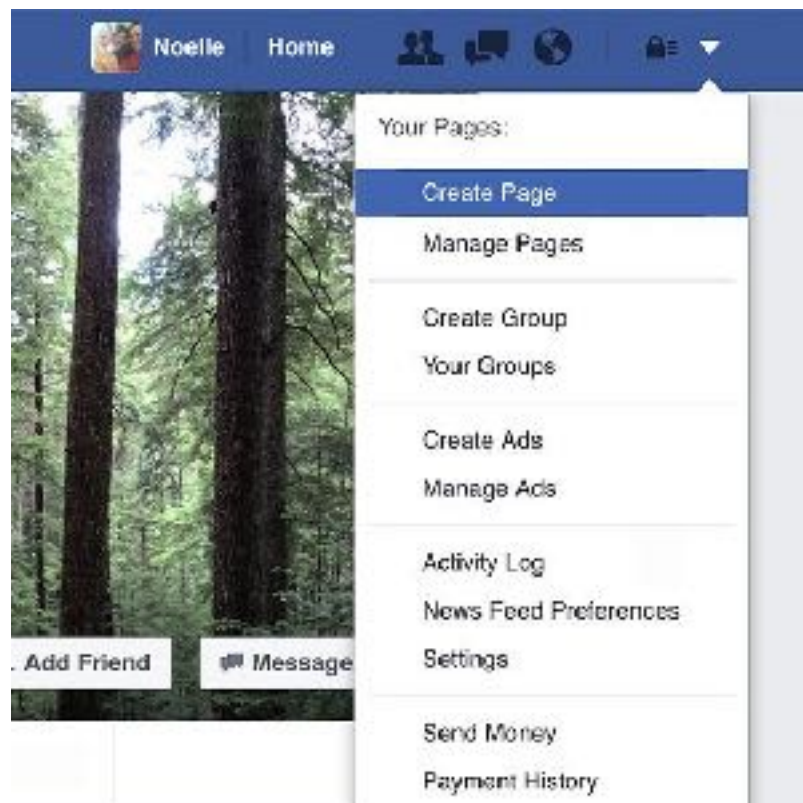 Noelle Home
Your Pages:
Create Page
Manage Pages
Create Group
Your Groups
Create Ads
Manage Ads
Activity Log
News Feed Preferences
Settings
Add Friend
Message
Send Money
Payment History